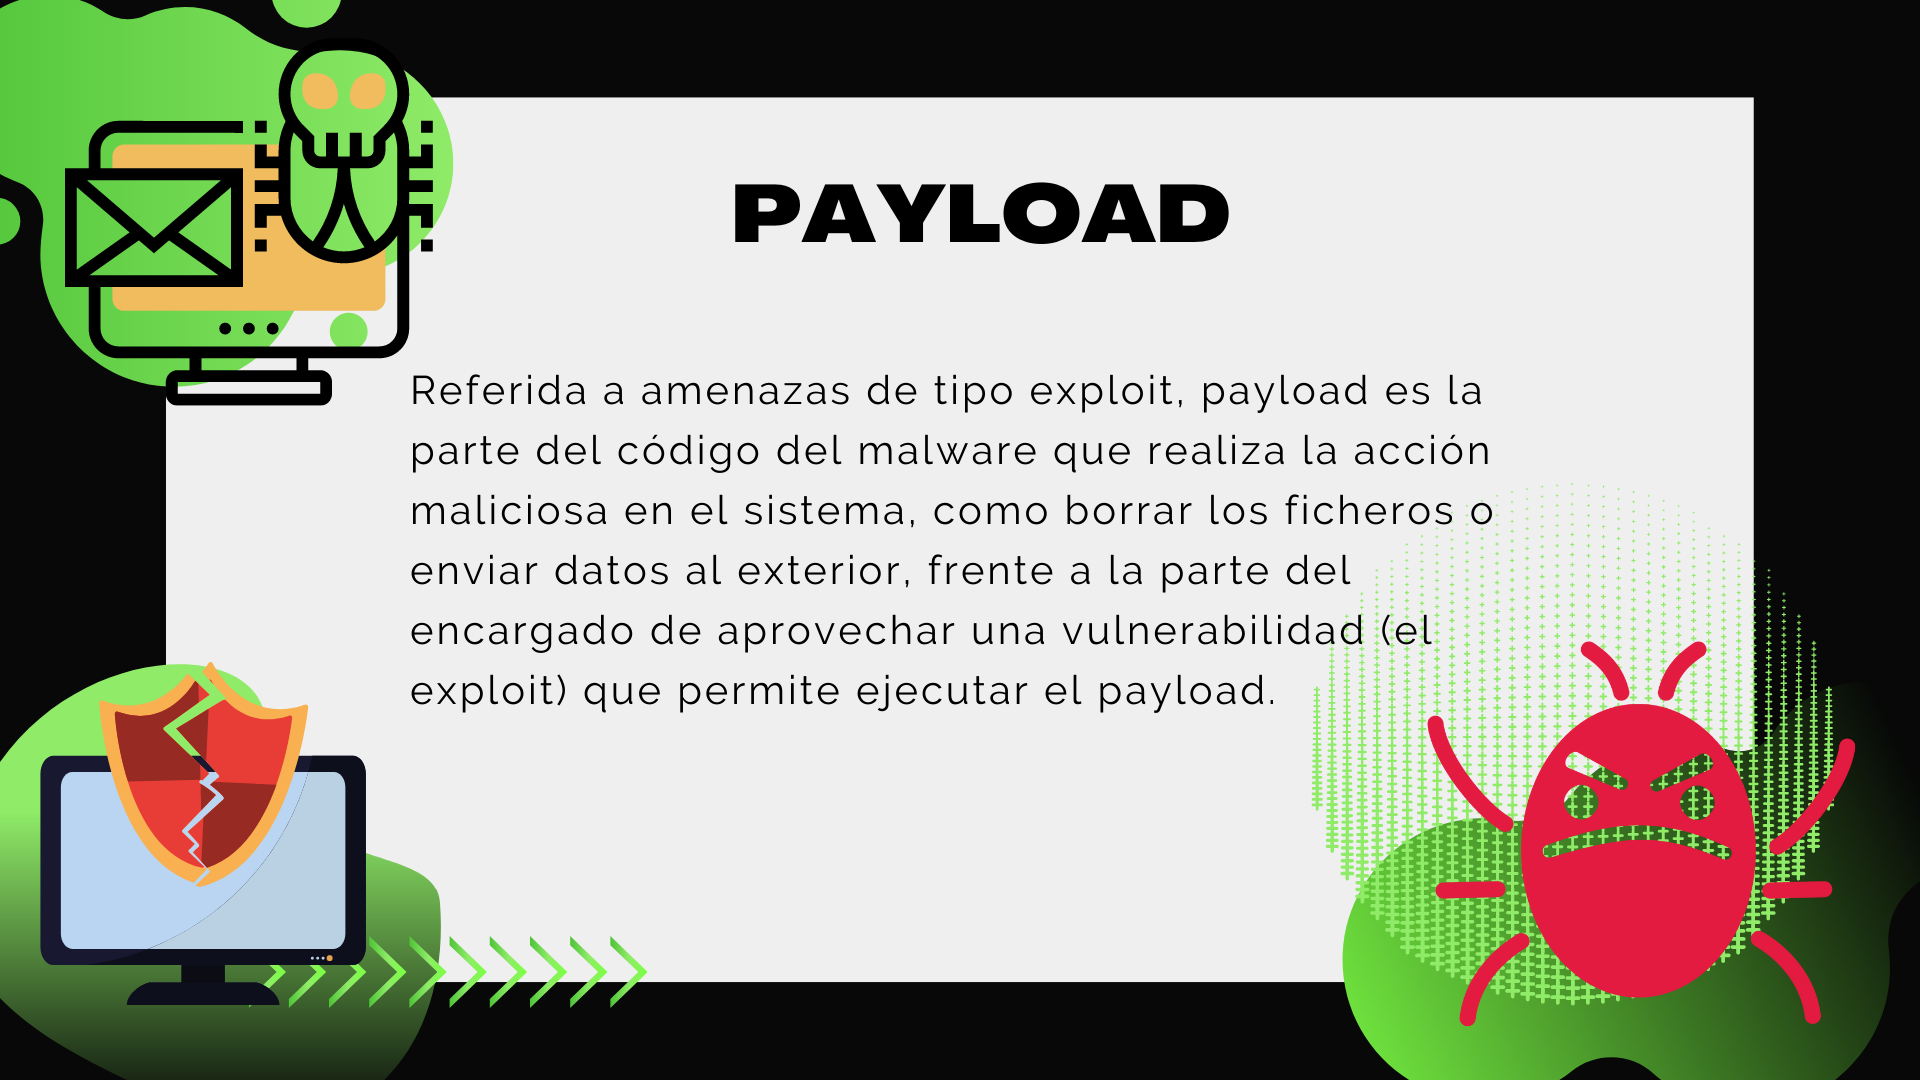 PAYLOAD
Referida a amenazas de tipo exploit, payload es la
parte del código del malware que realiza la acción
maliciosa en el sistema, como borrar los ficheros o
enviar datos al exterior, frente a la parte del
encargado de aprovechar una vulnerabilidad (el
exploit) que permite ejecutar el payload.